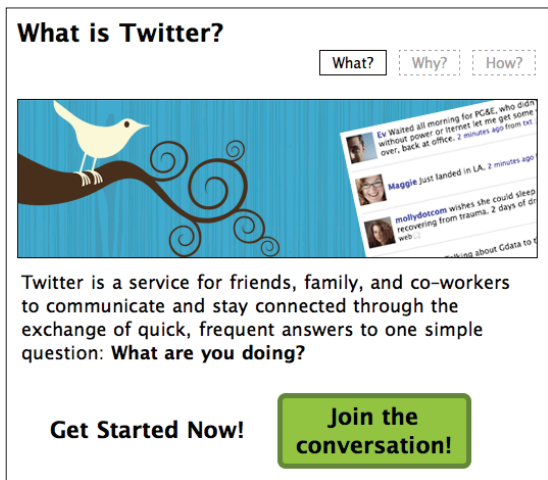 What is Twitter?
What? Why? How?
Ev Waited all morning for PG&E, who didn
without power or Iternet let me get some
over, back at office. 2 minutes ago from txt
Maggie Just landed in LA. 2 minutes ago
mollydotcom wishes she could sleep
recovering from trauma. 2 days of dr
web
Talking about Gdata to t
Twitter is a service for friends, family, and co-workers
to communicate and stay connected through the
exchange of quick, frequent answers to one simple
question: What are you doing?
Get Started Now!
Join the
conversation!